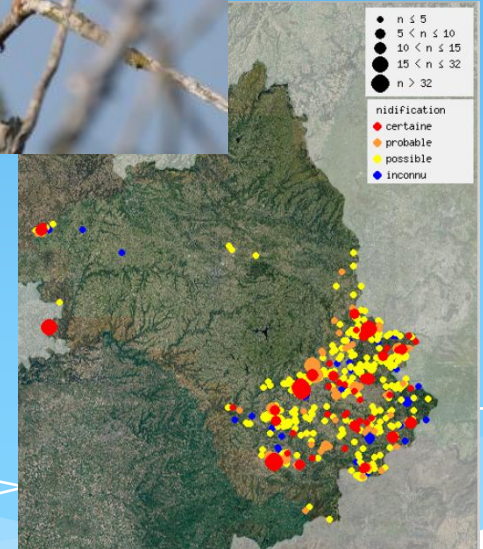 n ≤ 5
5 < n ≤ 10
10 < n ≤ 15
15 < n ≤ 32
n > 32
nidification
certaine
probable
possible
inconnu